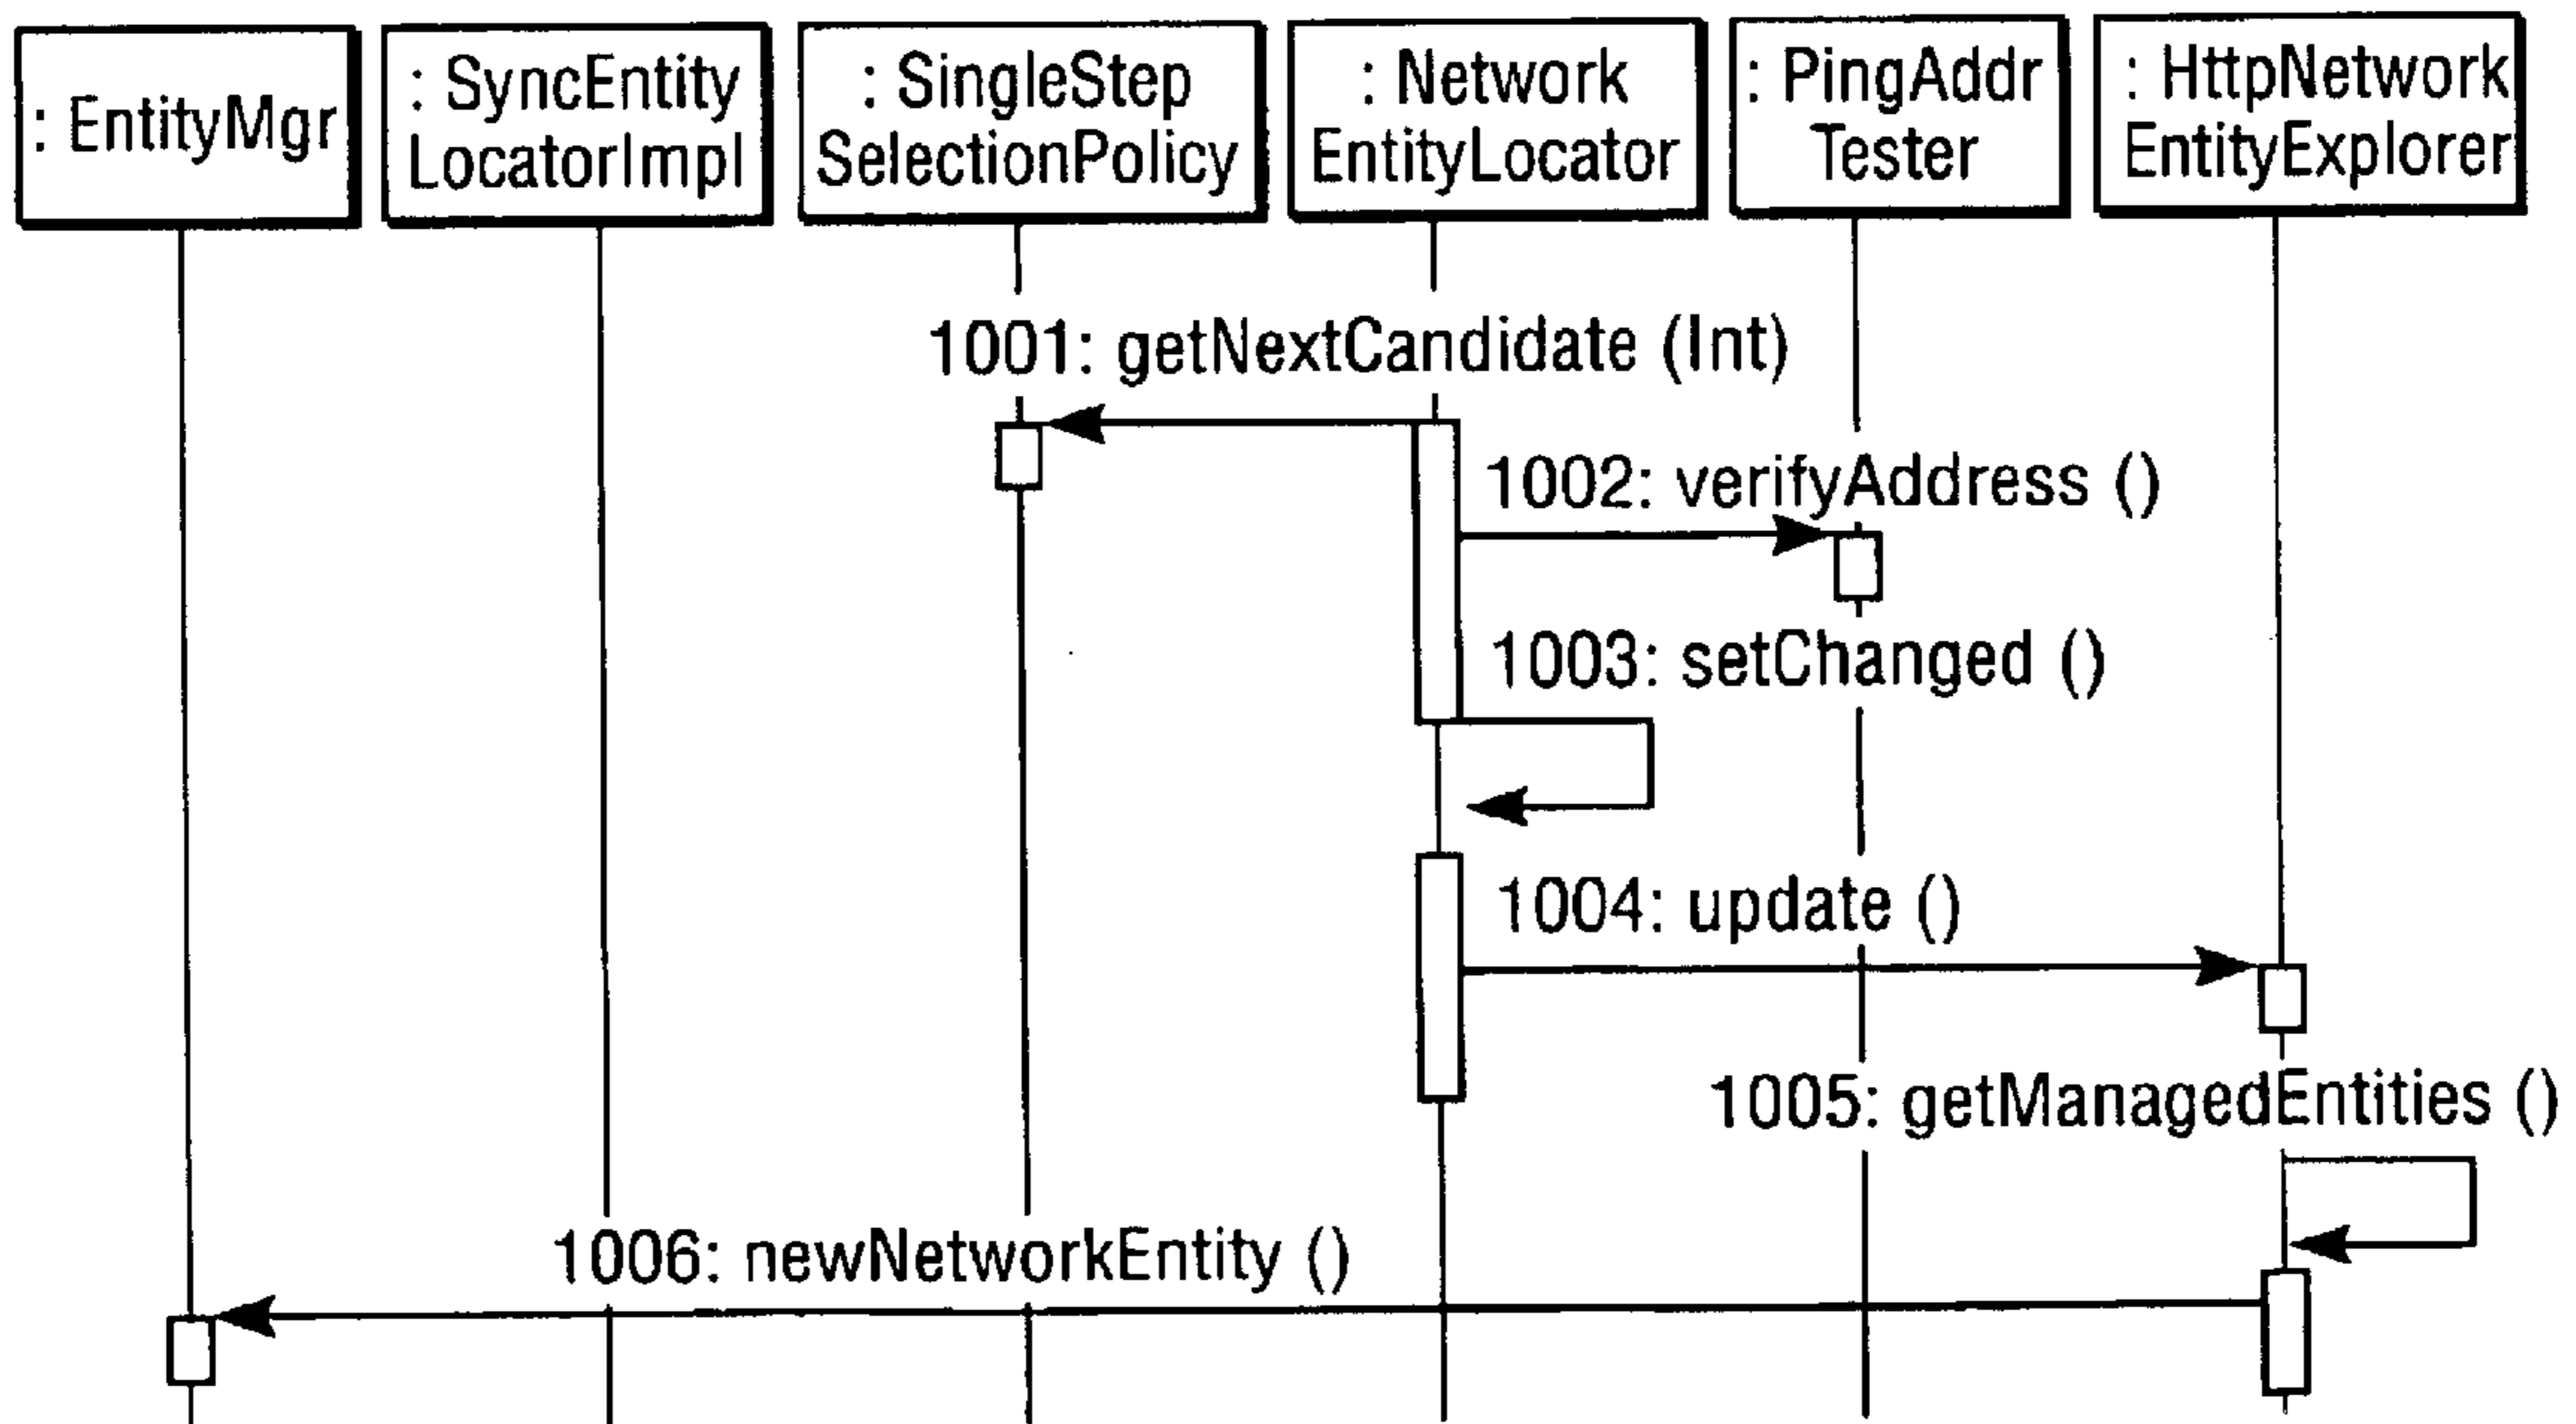 : EntityMgr
: SyncEntity
LocatorImpl
: SingleStep
SelectionPolicy
: Network
EntityLocator
: PingAddr
Tester
: HttpNetwork
EntityExplorer
1001: getNextCandidate (Int)
1002: verifyAddress ()
1003: setChanged ()
1004: update ()
1005: getManagedEntities ()
1006: newNetworkEntity ()